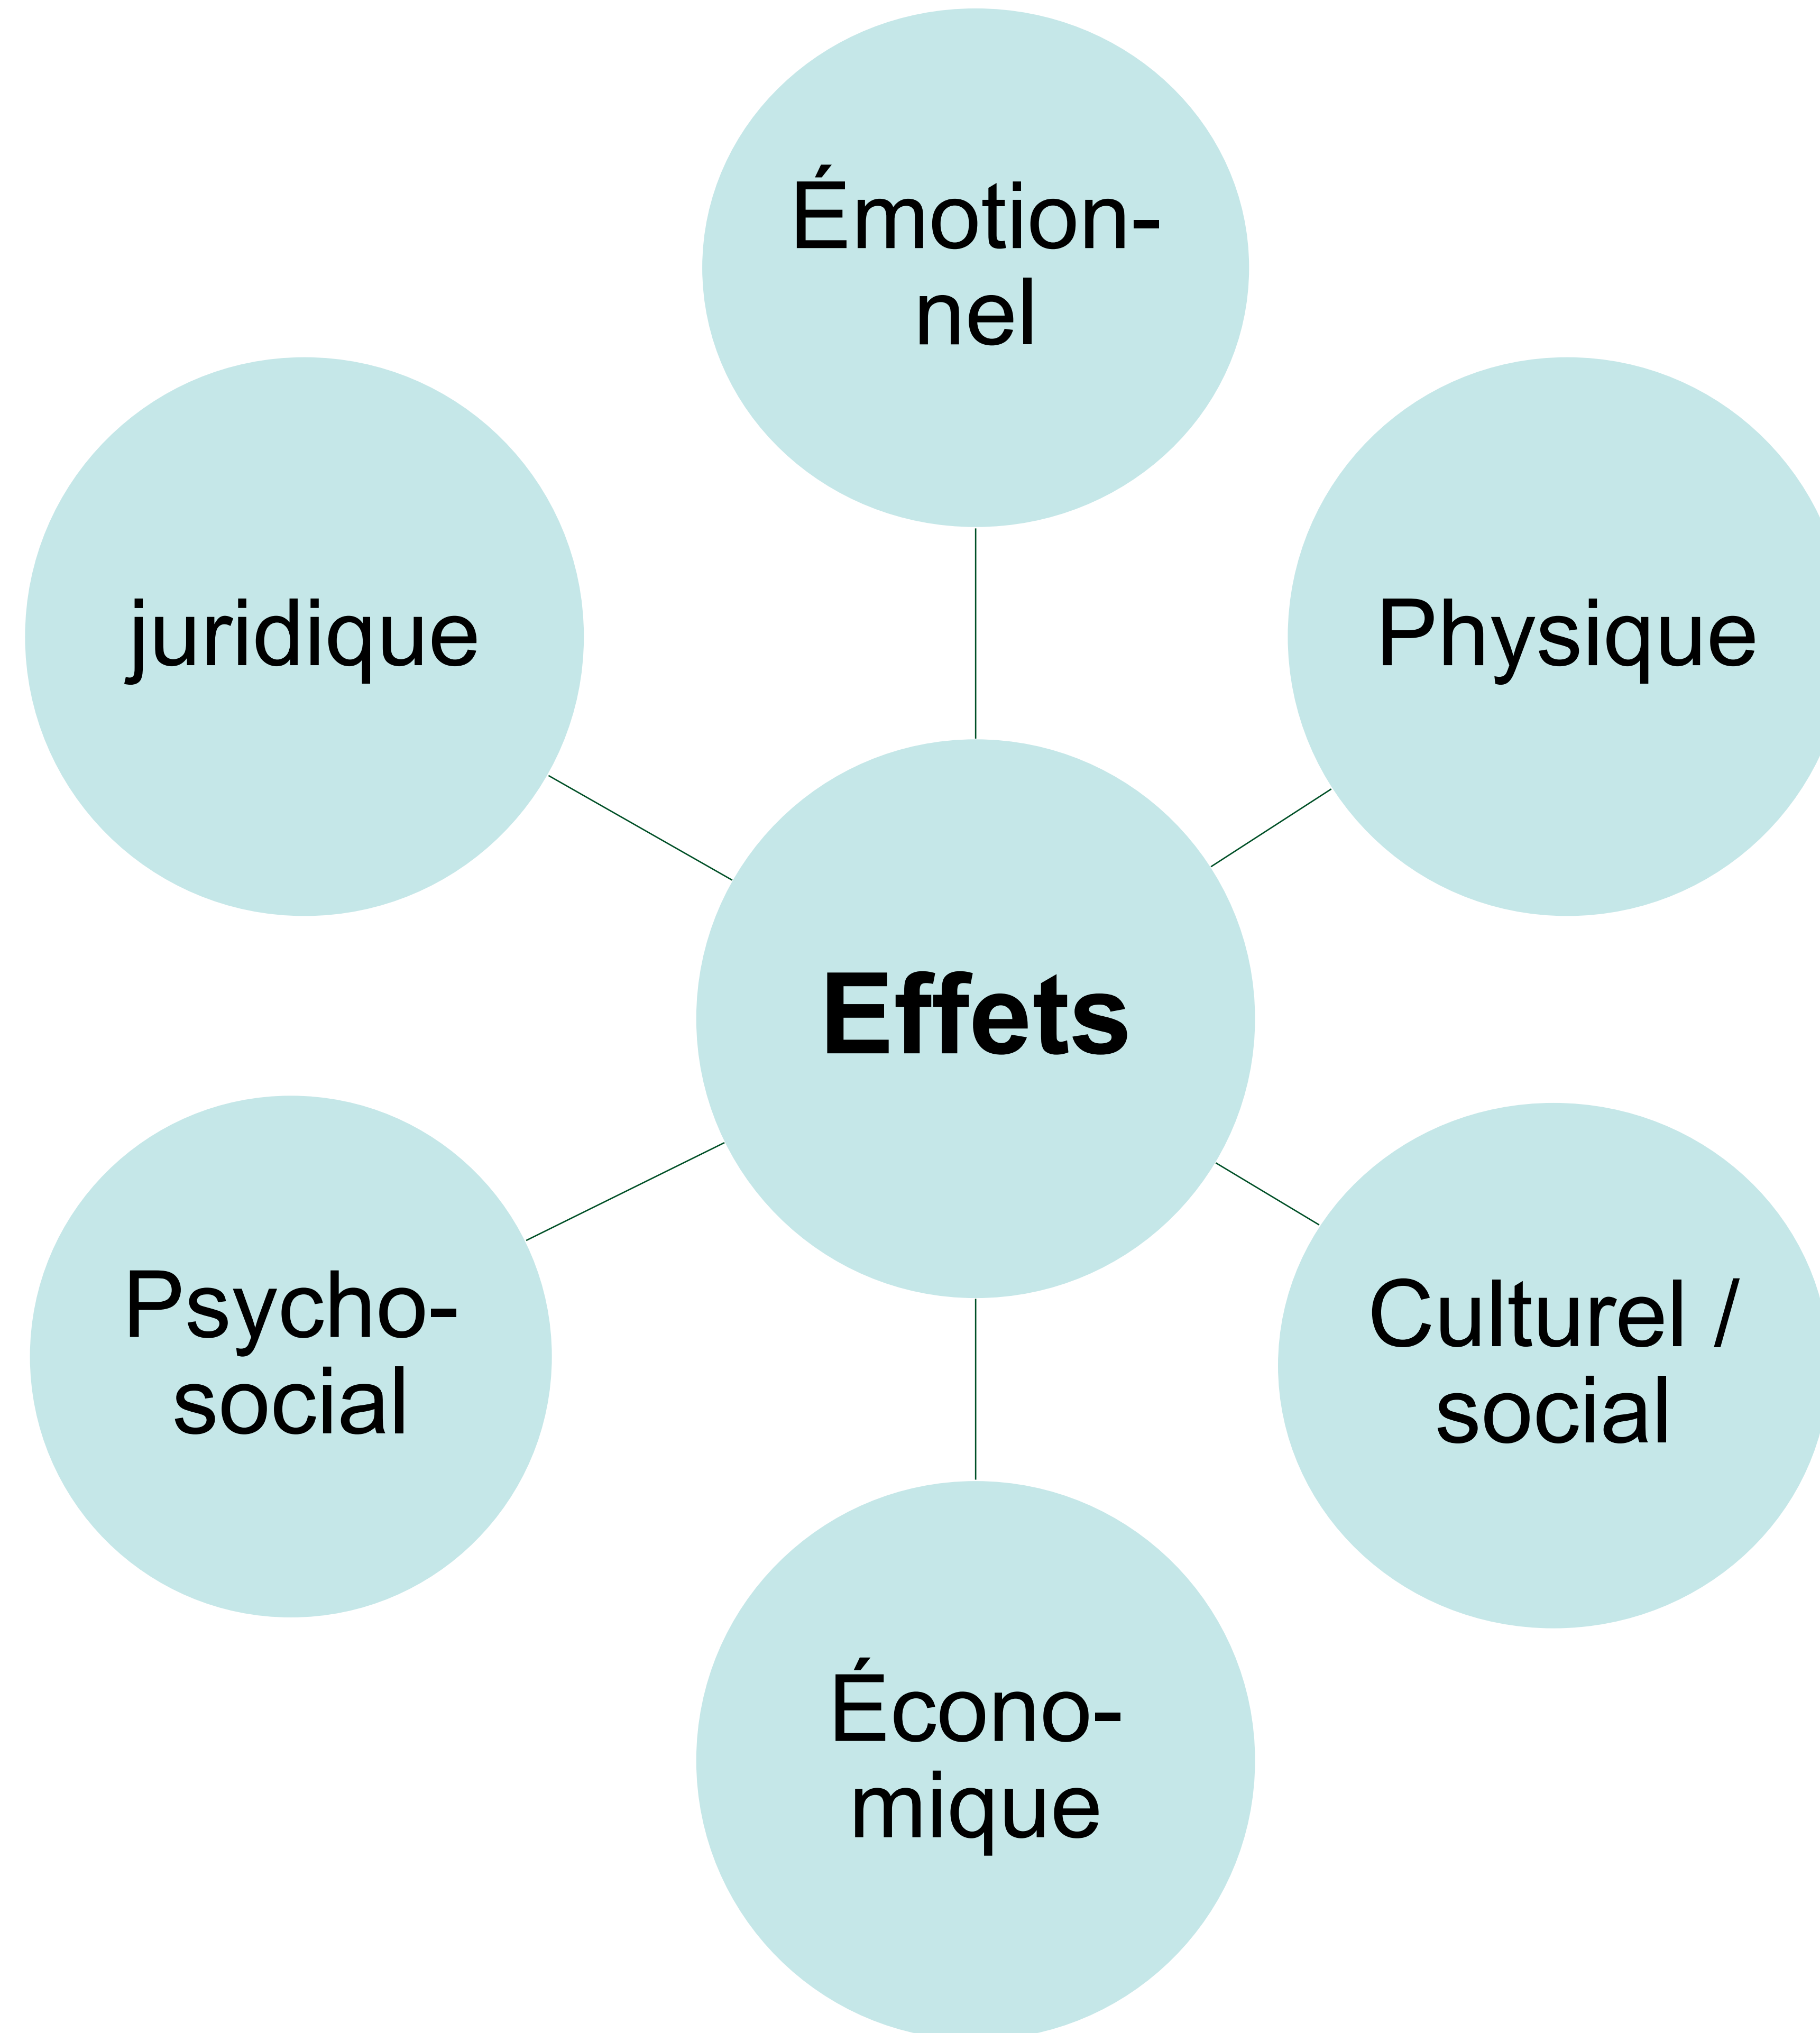 Émotion-
nel
juridique
Physique
Effets
Psycho-
social
Culturel /
social
Écono-
mique